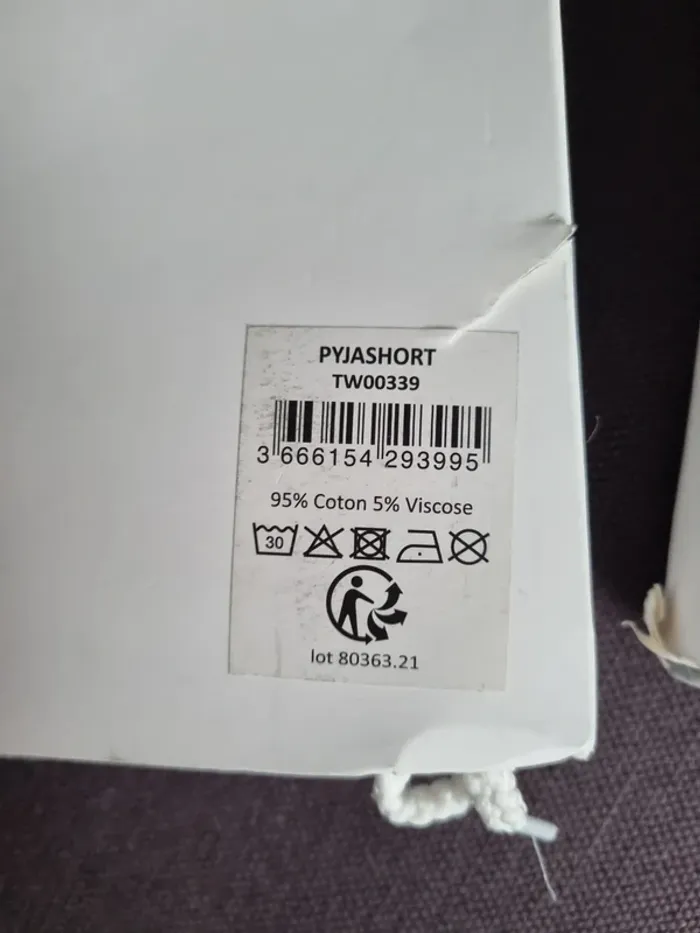 PYJASHORT
TW00339
3 666154 293995
95% Coton 5% Viscose
30
lot 80363.21